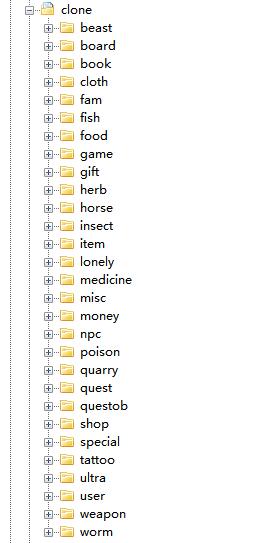 clone
beast
board
book
cloth
fam
fish
food
game
gift
herb
horse
insect
item
lonely
medicine
misc
money
npc
poison
quarry
quest
questob
shop
special
tattoo
ultra
user
weapon
worm